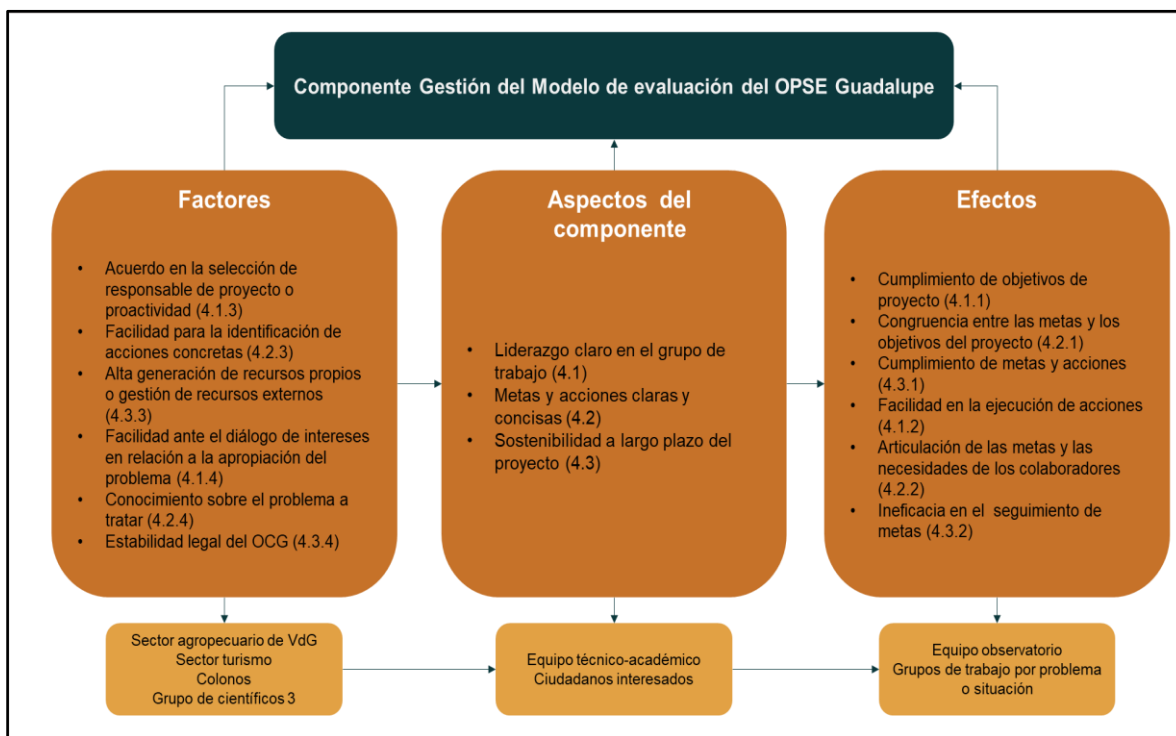 Componente Gestión del Modelo de evaluación del OPSE Guadalupe
Factores
• Acuerdo en la selección de
responsable de proyecto o
proactividad (4.1.3)
• Facilidad para la identificación de
acciones concretas (4.2.3)
• Alta generación de recursos propios
o gestión de recursos externos
(4.3.3)
• Facilidad ante el diálogo de intereses
en relación a la apropiación del
problema (4.1.4)
• Conocimiento sobre el problema a
tratar (4.2.4)
• Estabilidad legal del OCG (4.3.4)
Aspectos del
componente
• Liderazgo claro en el grupo de
trabajo (4.1)
• Metas y acciones claras y
concisas (4.2)
• Sostenibilidad a largo plazo del
proyecto (4.3)
Efectos
• Cumplimiento de objetivos de
proyecto (4.1.1)
• Congruencia entre las metas y los
objetivos del proyecto (4.2.1)
• Cumplimiento de metas y acciones
(4.3.1)
• Facilidad en la ejecución de acciones
(4.1.2)
• Articulación de las metas y las
necesidades de los colaboradores
(4.2.2)
• Ineficacia en el seguimiento de
metas (4.3.2)
Sector agropecuario de VdG
Sector turismo
Colonos
Grupo de científicos 3
Equipo técnico-académico
Ciudadanos interesados
Equipo observatorio
Grupos de trabajo por problema
o situación